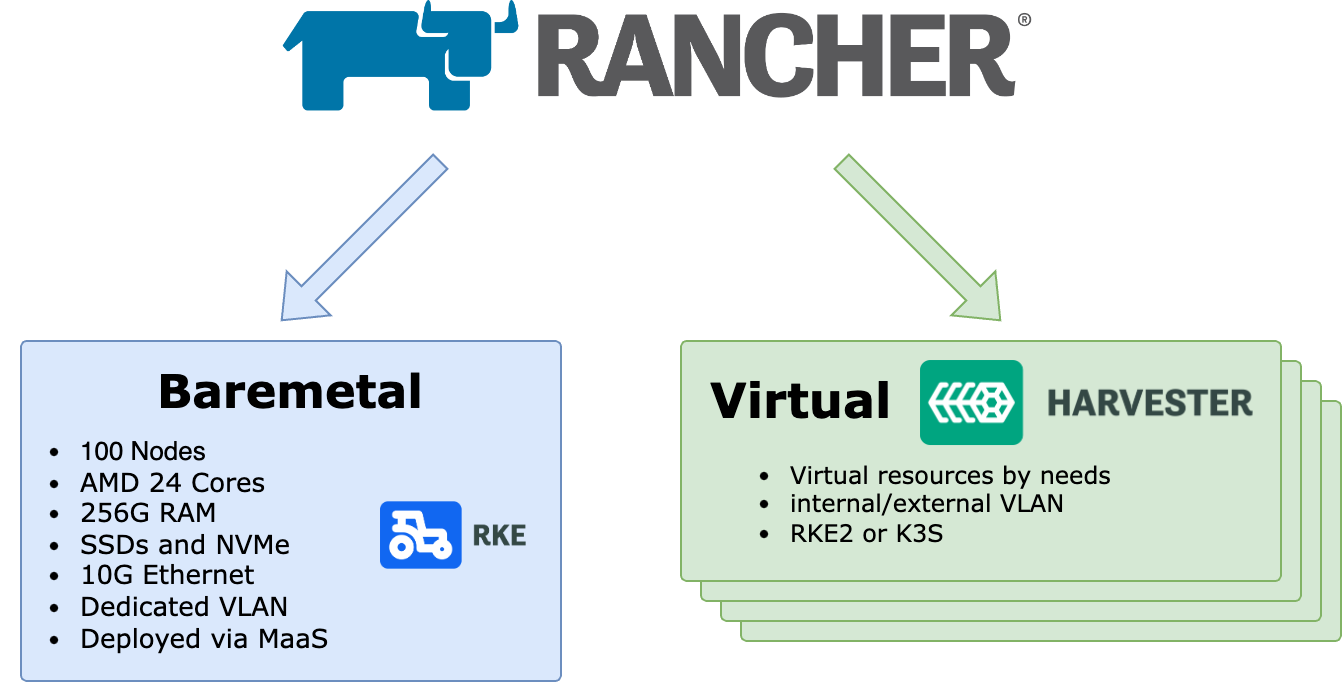 RANCHER®
Baremetal
• 100 Nodes
• AMD 24 Cores
• 256G RAM
• SSDs and NVMe
• 10G Ethernet
• Dedicated VLAN
• Deployed via MaaS
RKE
Virtual HARVESTER
• Virtual resources by needs
• internal/external VLAN
• RKE2 or K3S